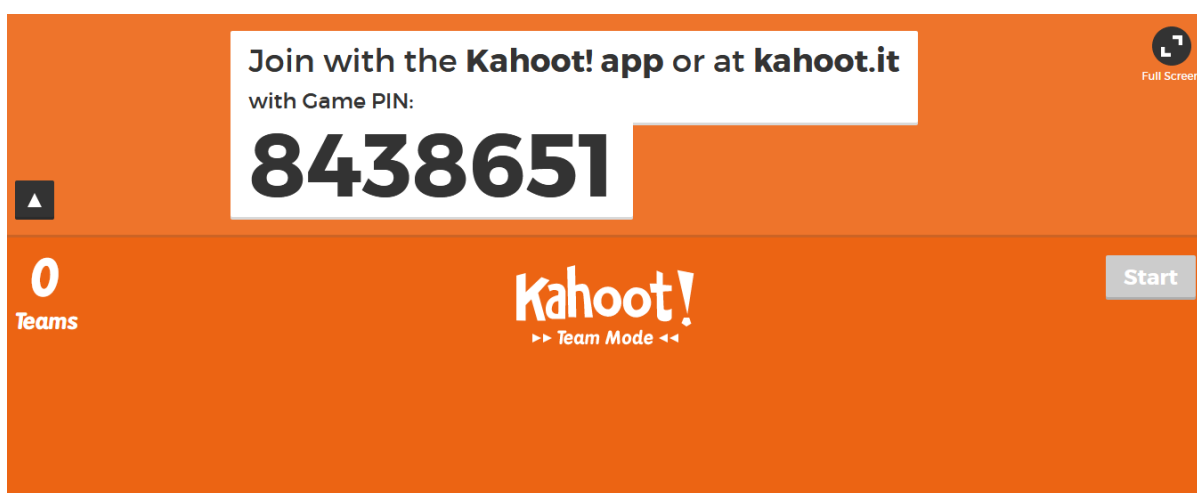 Join with the Kahoot! app or at kahoot.it
with Game PIN:
8438651
Full Screen
0
Teams
Kahoot!
Team Mode
Start